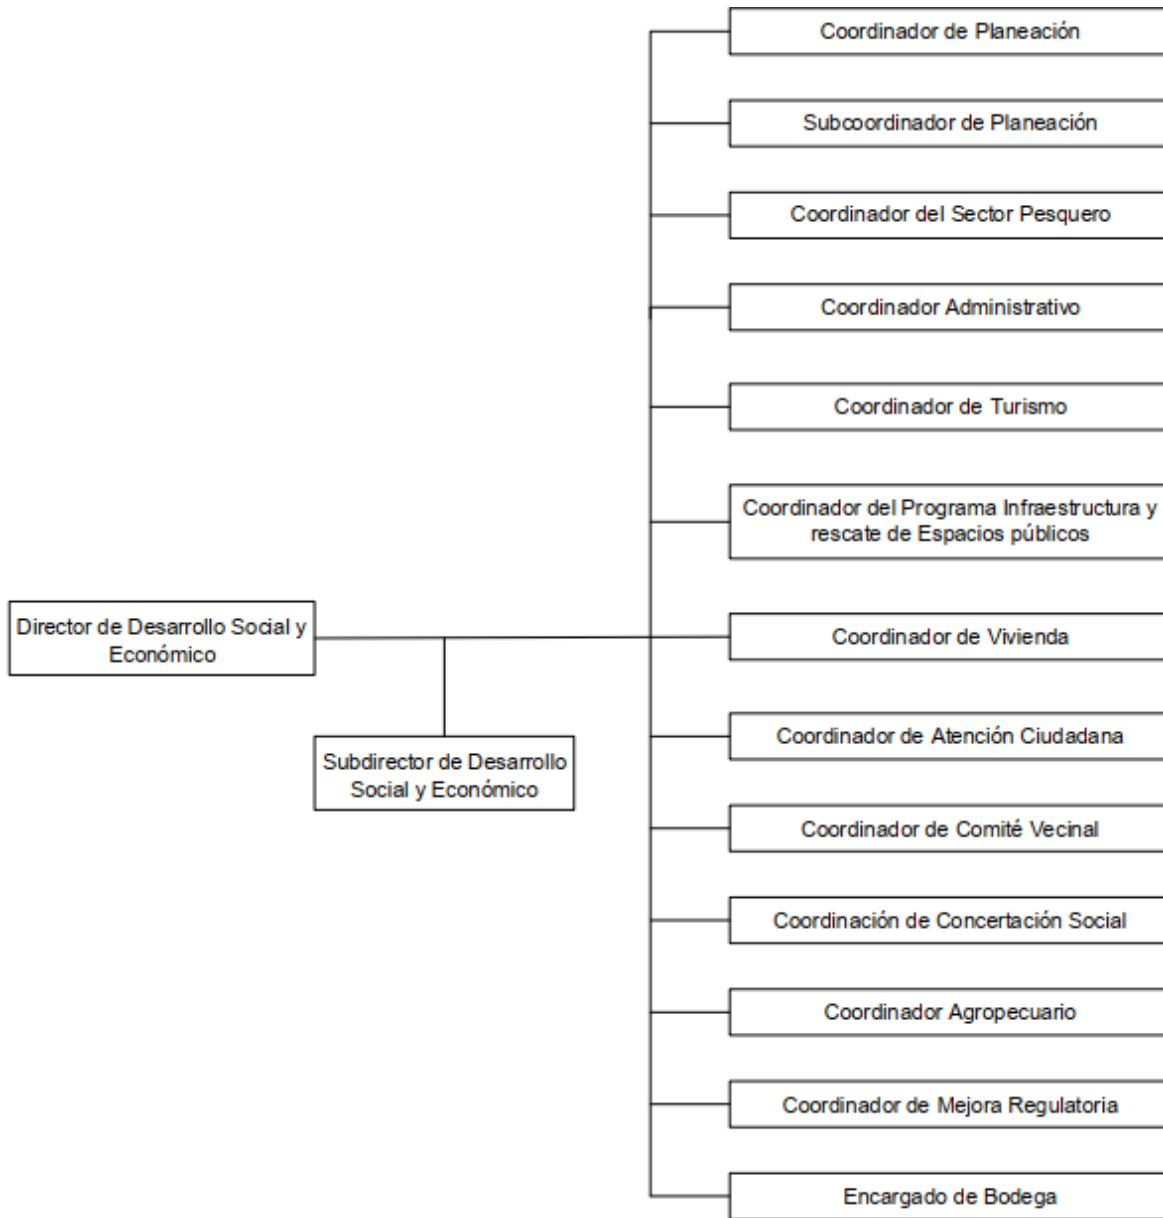 Coordinador de Planeación
Subcoordinador de Planeación
Coordinador del Sector Pesquero
Coordinador Administrativo
Coordinador de Turismo
Coordinador del Programa Infraestructura y
rescate de Espacios públicos
Director de Desarrollo Social y
Económico
Coordinador de Vivienda
Subdirector de Desarrollo
Social y Económico
Coordinador de Atención Ciudadana
Coordinador de Comité Vecinal
Coordinación de Concertación Social
Coordinador Agropecuario
Coordinador de Mejora Regulatoria
Encargado de Bodega